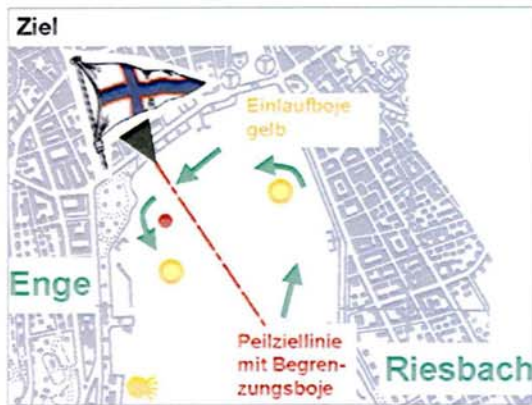 Ziel
Einlaufboje
gelb
Enge
Peilziellinie
mit Begren-
zungsboje
Riesbach